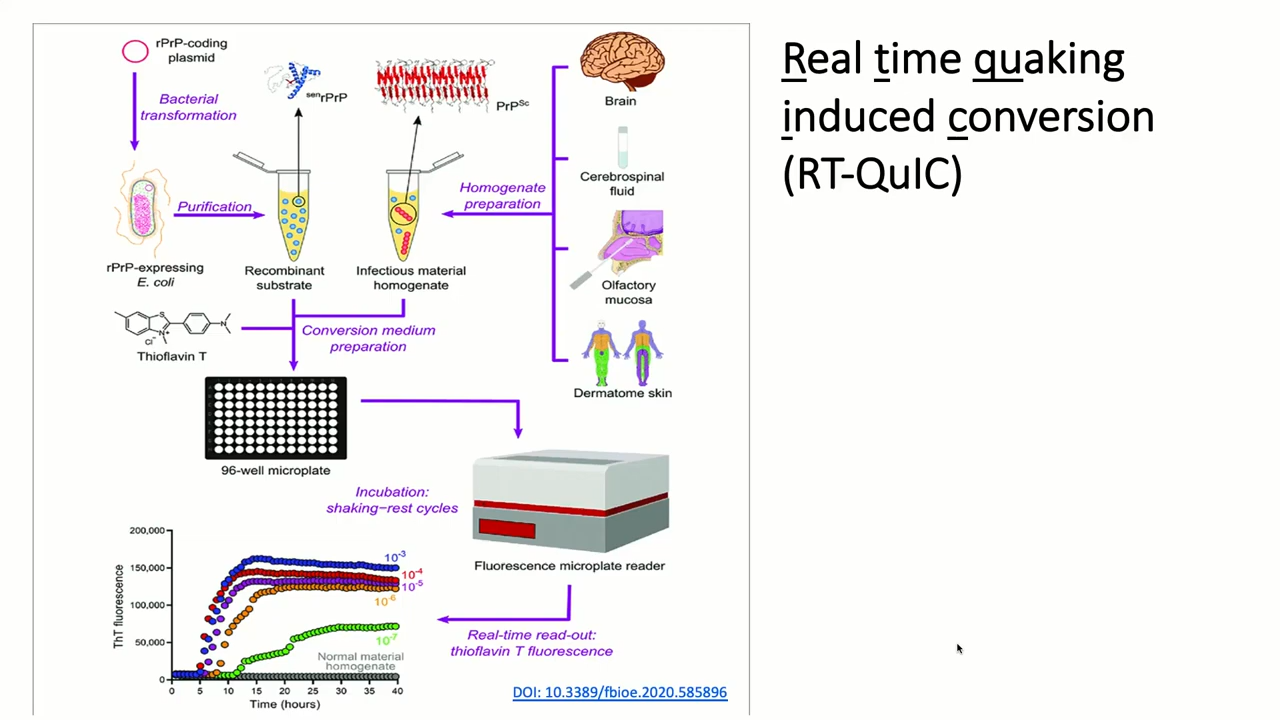 Real time quaking
induced conversion
(RT-QuIC)
rPrP-coding
plasmid
Bacterial
transformation
senrPrP
PrPSc
Brain
Cerebrospinal
fluid
Olfactory
mucosa
Dermatome skin
Homogenate
preparation
Purification
rPrP-expressing
E. coli
Recombinant
substrate
Infectious material
homogenate
S
N
N+
Cl-
Thioflavin T
Conversion medium
preparation
96-well microplate
Incubation:
shaking–rest cycles
Fluorescence microplate reader
Real-time read-out:
thioflavin T fluorescence
ThT fluorescence
200,000
150,000
100,000
50,000
0
10-3
10-4
10-5
10-6
10-7
Normal material
homogenate
0 5 10 15 20 25 30 35 40
Time (hours)
DOI: 10.3389/fbioe.2020.585896